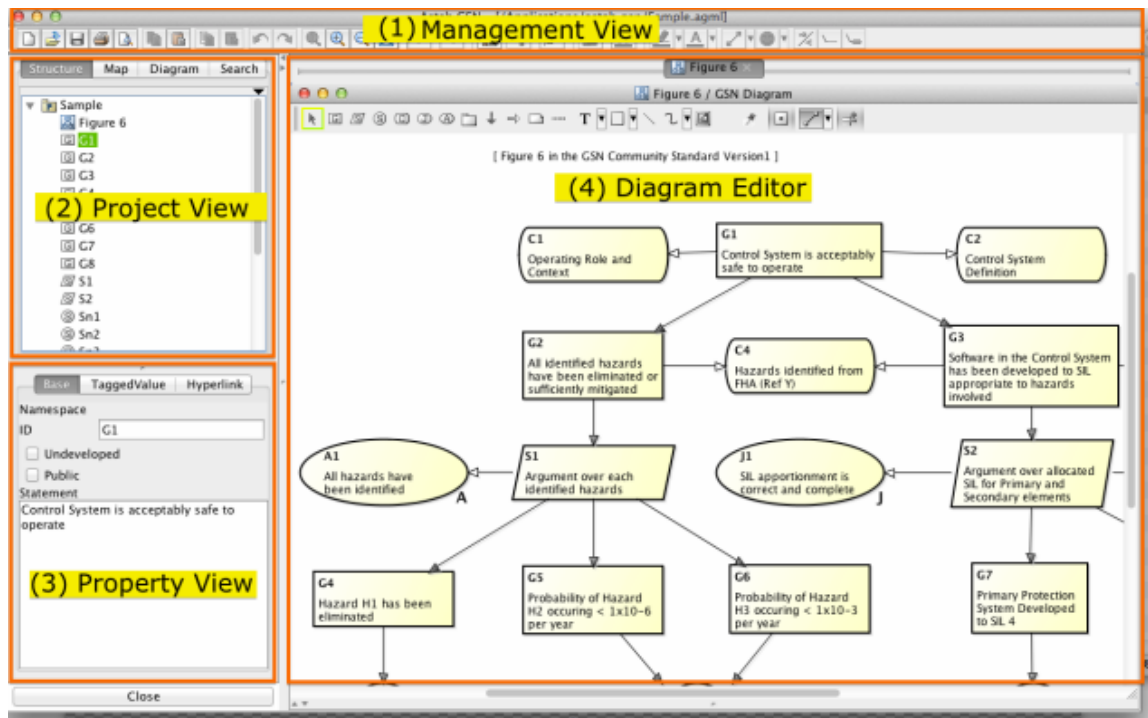 (1) Management View
Structure Map Diagram Search
Sample
Figure 6
G1
G2
G3
(2) Project View
G6
G7
G8
S1
S2
Sn1
Sn2
Base TaggedValue Hyperlink
Namespace
ID G1
Undeveloped
Public
Statement
Control System is acceptably safe to
operate
(3) Property View
Close
Figure 6
Figure 6 / GSN Diagram
T
[ Figure 6 in the GSN Community Standard Version1 ]
(4) Diagram Editor
C1
Operating Role and
Context
G1
Control System is acceptably
safe to operate
C2
Control System
Definition
G2
All identified hazards
have been eliminated or
sufficiently mitigated
C4
Hazards identified from
FHA (Ref Y)
G3
Software in the Control System
has been developed to SIL
appropriate to hazards
involved
A1
All hazards have
been identified
A
S1
Argument over each
identified hazards
J1
SIL apportionment is
correct and complete
J
S2
Argument over allocated
SIL for Primary and
Secondary elements
G4
Hazard H1 has been
eliminated
G5
Probability of Hazard
H2 occuring < 1x10-6
per year
G6
Probability of Hazard
H3 occuring < 1x10-3
per year
G7
Primary Protection
System Developed
to SIL 4